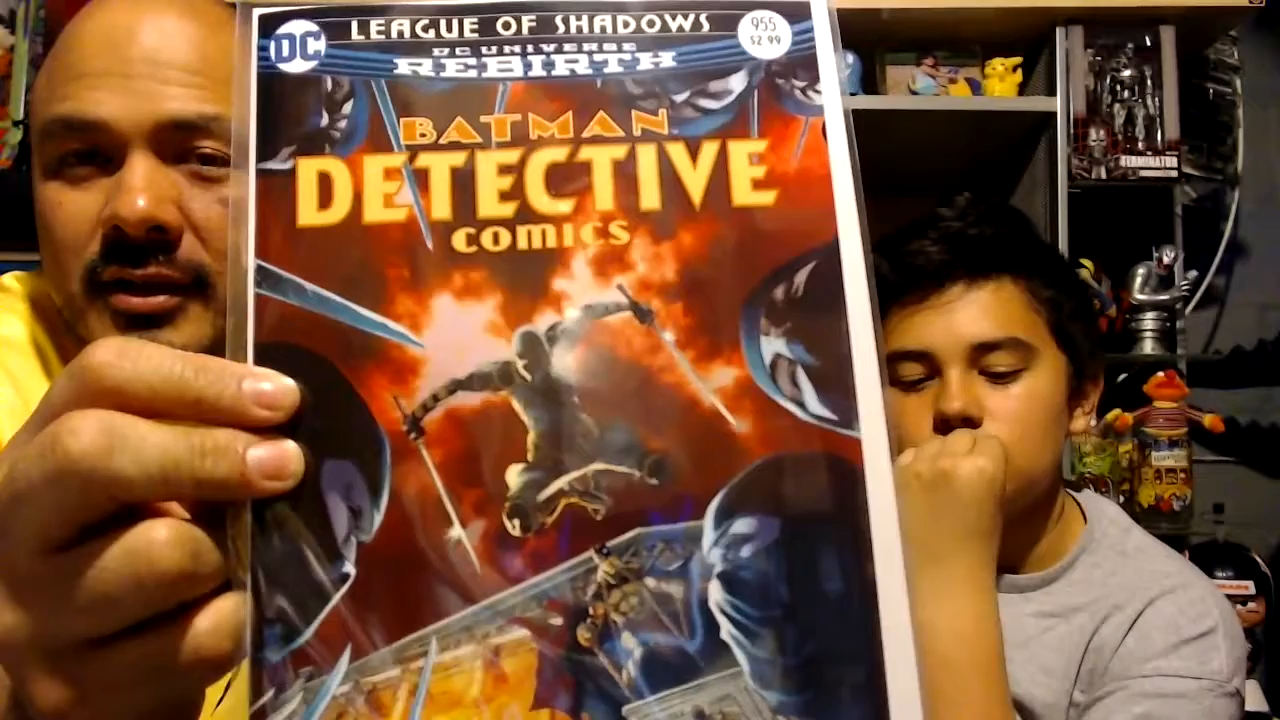 LEAGUE OF SHADOWS
DC
955
$2.99
DC UNIVERSE
REBIRTH
BATMAN
DETECTIVE
COMICS
TERMINATOR